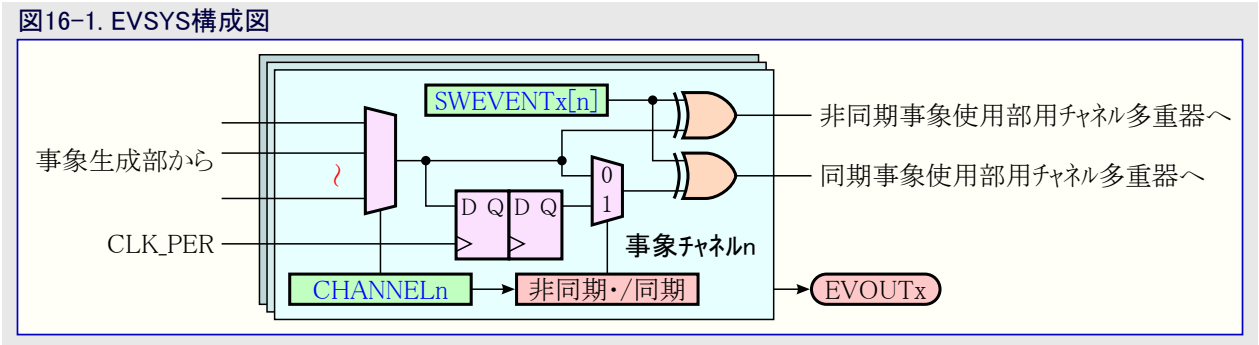 図16-1. EVSYS構成図
SWEVENTx[n]
非同期事象使用部用チャネル多重器へ
事象生成部から
〜
0
1
同期事象使用部用チャネル多重器へ
D Q D Q
CLK_PER
事象チャネルn
CHANNELn
非同期・/同期
EVOUTx